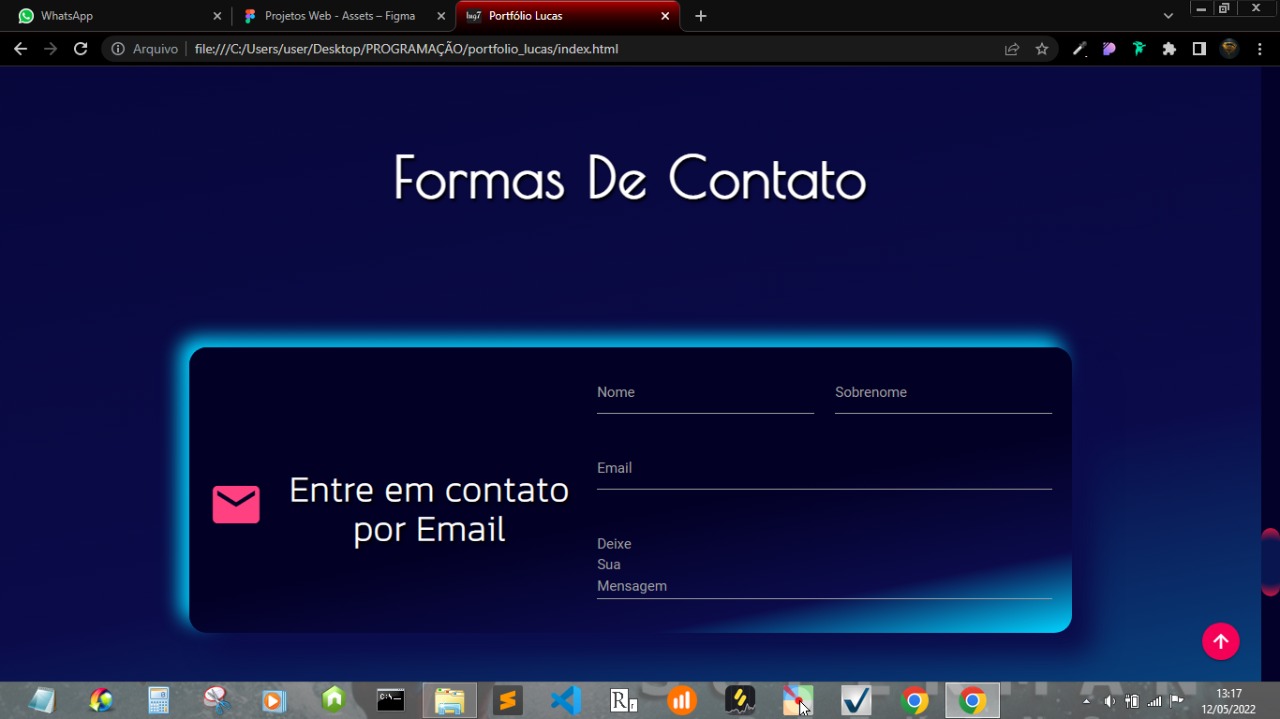 WhatsApp
Projetos Web - Assets – Figma
Portfólio Lucas
Arquivo
file:///C:/Users/user/Desktop/PROGRAMAÇÃO/portfolio_lucas/index.html
Formas De Contato
Nome
Sobrenome
Email
Entre em contato
por Email
Deixe
Sua
Mensagem
13:17
12/05/2022